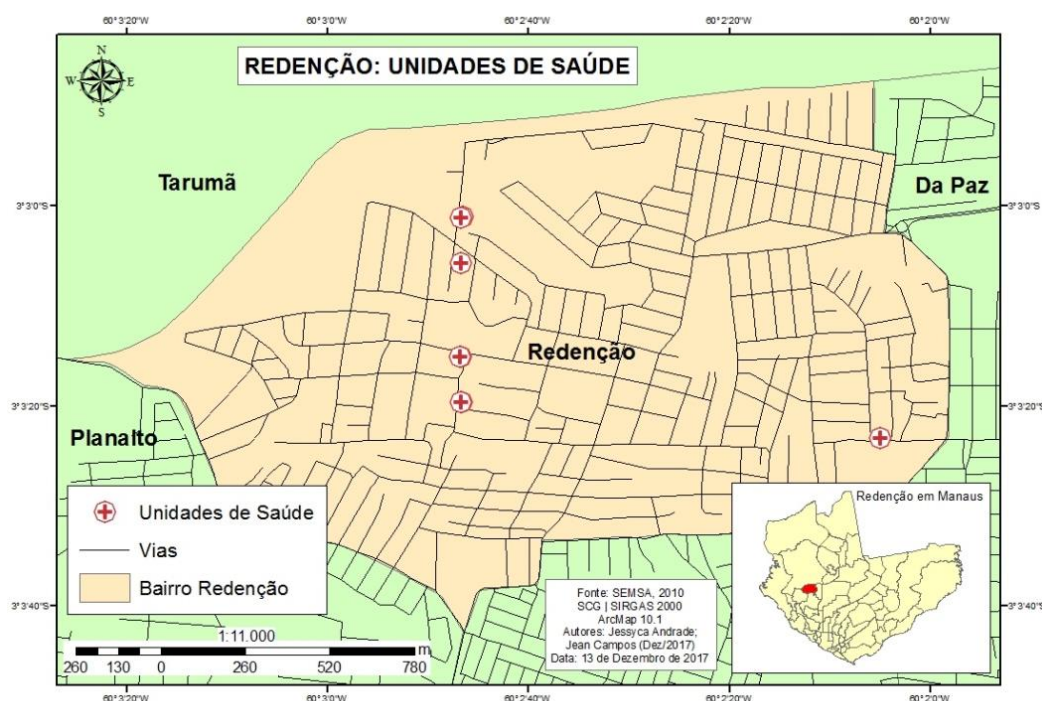 60°3'20"W 60°3'0"W 60°2'40"W 60°2'20"W 60°2'0"W
N
W E
S
REDENÇÃO: UNIDADES DE SAÚDE
Tarumã
Da Paz
3°3'0"S 3°3'0"S
Redenção
3°3'20"S 3°3'20"S
Planalto
Unidades de Saúde
Vias
Bairro Redenção
Redenção em Manaus
Fonte: SEMSA, 2010
SCG | SIRGAS 2000
ArcMap 10.1
Autores: Jessyca Andrade;
Jean Campos (Dez/2017)
Data: 13 de Dezembro de 2017
3°3'40"S 3°3'40"S
1:11.000
m
260 130 0 260 520 780
60°3'20"W 60°3'0"W 60°2'40"W 60°2'20"W 60°2'0"W